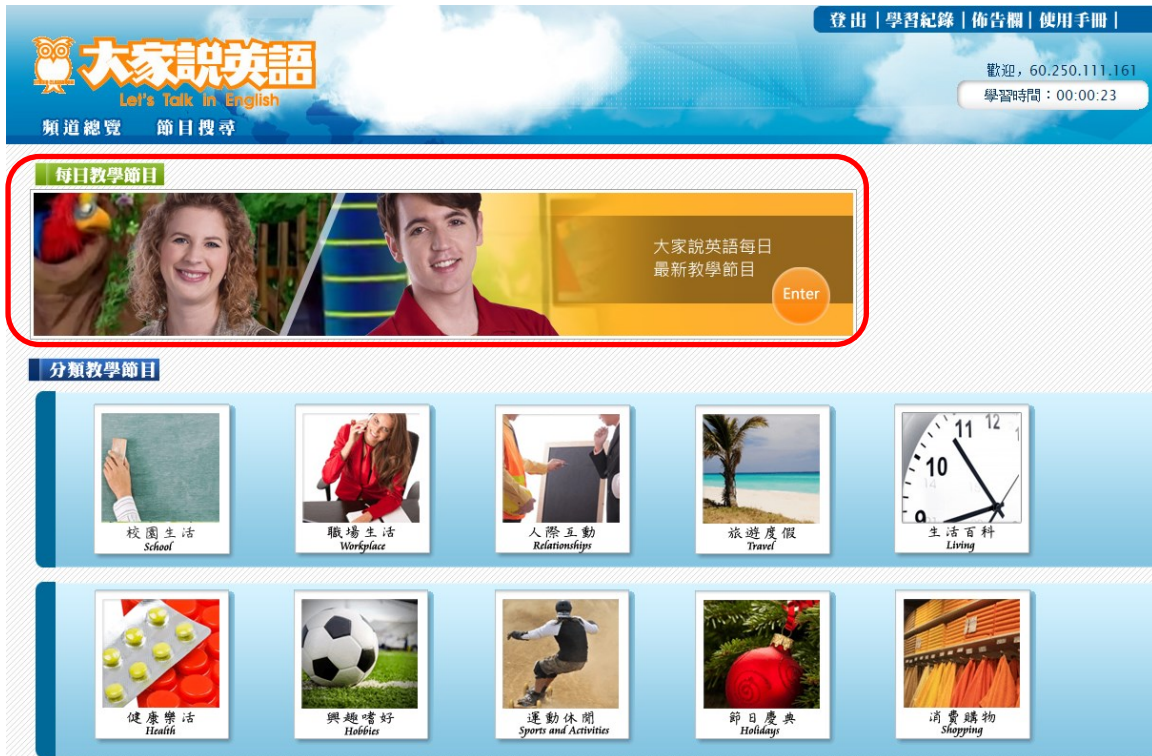 登出|學習紀錄|佈告欄|使用手冊|
大家說英語
Let's Talk in English
歡迎，60.250.111.161
學習時間：00:00:23
頻道總覽 節目搜尋
每日教學節目
大家說英語每日
最新教學節目
Enter
分類教學節目
11 12 1
10
9
校園生活
School
職場生活
Workplace
人際互動
Relationships
旅遊度假
Travel
生活百科
Living
健康樂活
Health
興趣嗜好
Hobbies
運動休閒
Sports and Activities
節日慶典
Holidays
消費購物
Shopping